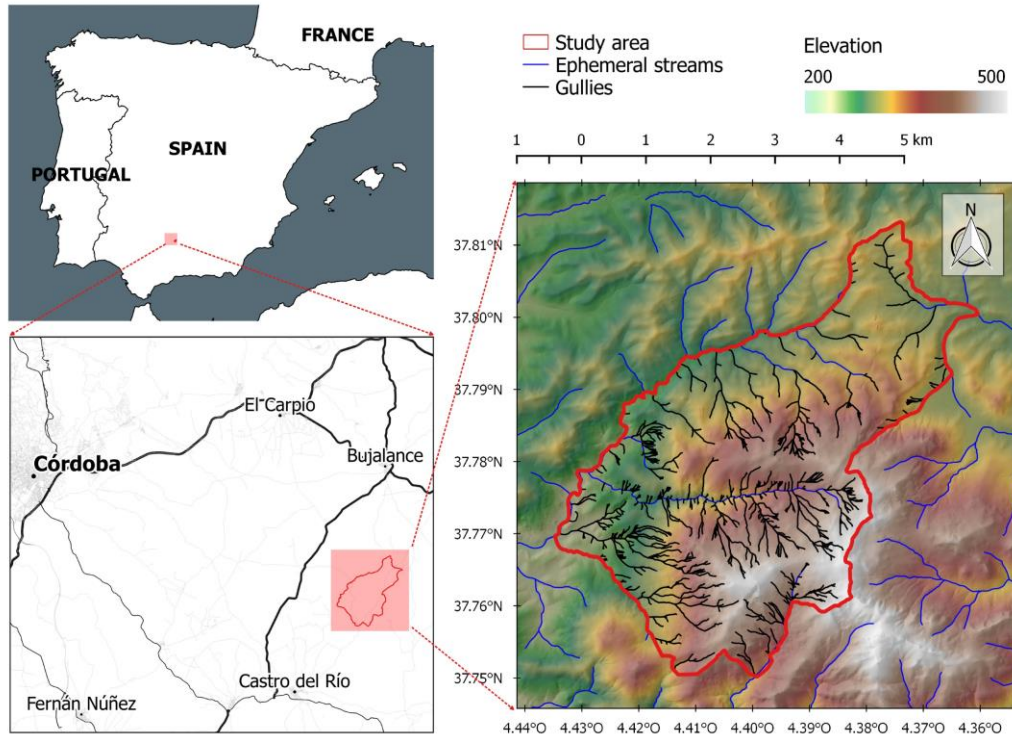 FRANCE
SPAIN
PORTUGAL
Study area
Ephemeral streams
Gullies
Elevation
200 500
1 0 1 2 3 4 5 km
N
37.81°N
37.80°N
37.79°N
37.78°N
37.77°N
37.76°N
37.75°N
4.44°O 4.42°O 4.41°O 4.40°O 4.39°O 4.38°O 4.37°O 4.36°O
El Carpio
Córdoba
Bujalance
Castro del Río
Fernán Núñez